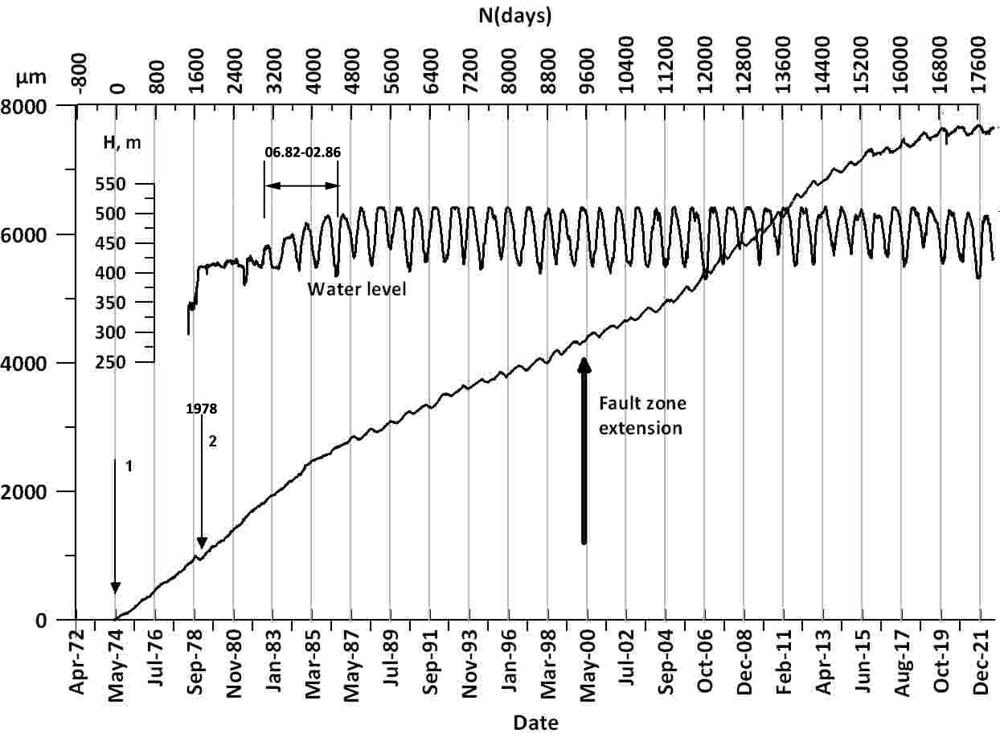 N(days)
-800 0 800 1600 2400 3200 4000 4800 5600 6400 7200 8000 8800 9600 10400 11200 12000 12800 13600 14400 15200 16000 16800 17600
μm
8000
6000
4000
2000
0
H, m
550
500
450
400
350
300
250
06.82-02.86
Water level
1978
2
1
Fault zone
extension
Apr-72 May-74 Jul-76 Sep-78 Nov-80 Jan-83 Mar-85 May-87 Jul-89 Sep-91 Nov-93 Jan-96 Mar-98 May-00 Jul-02 Sep-04 Oct-06 Dec-08 Feb-11 Apr-13 Jun-15 Aug-17 Oct-19 Dec-21
Date